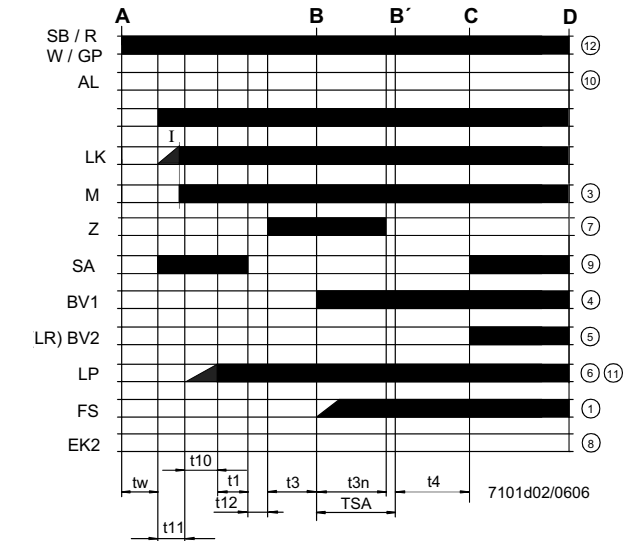 A B B´ C D
SB / R
W / GP
12
AL
10
I
LK
M
3
Z
7
SA
9
BV1
4
LR) BV2
5
LP
6 11
FS
1
EK2
8
t10
tw t1 t3 t3n t4
7101d02/0606
t12 TSA
t11